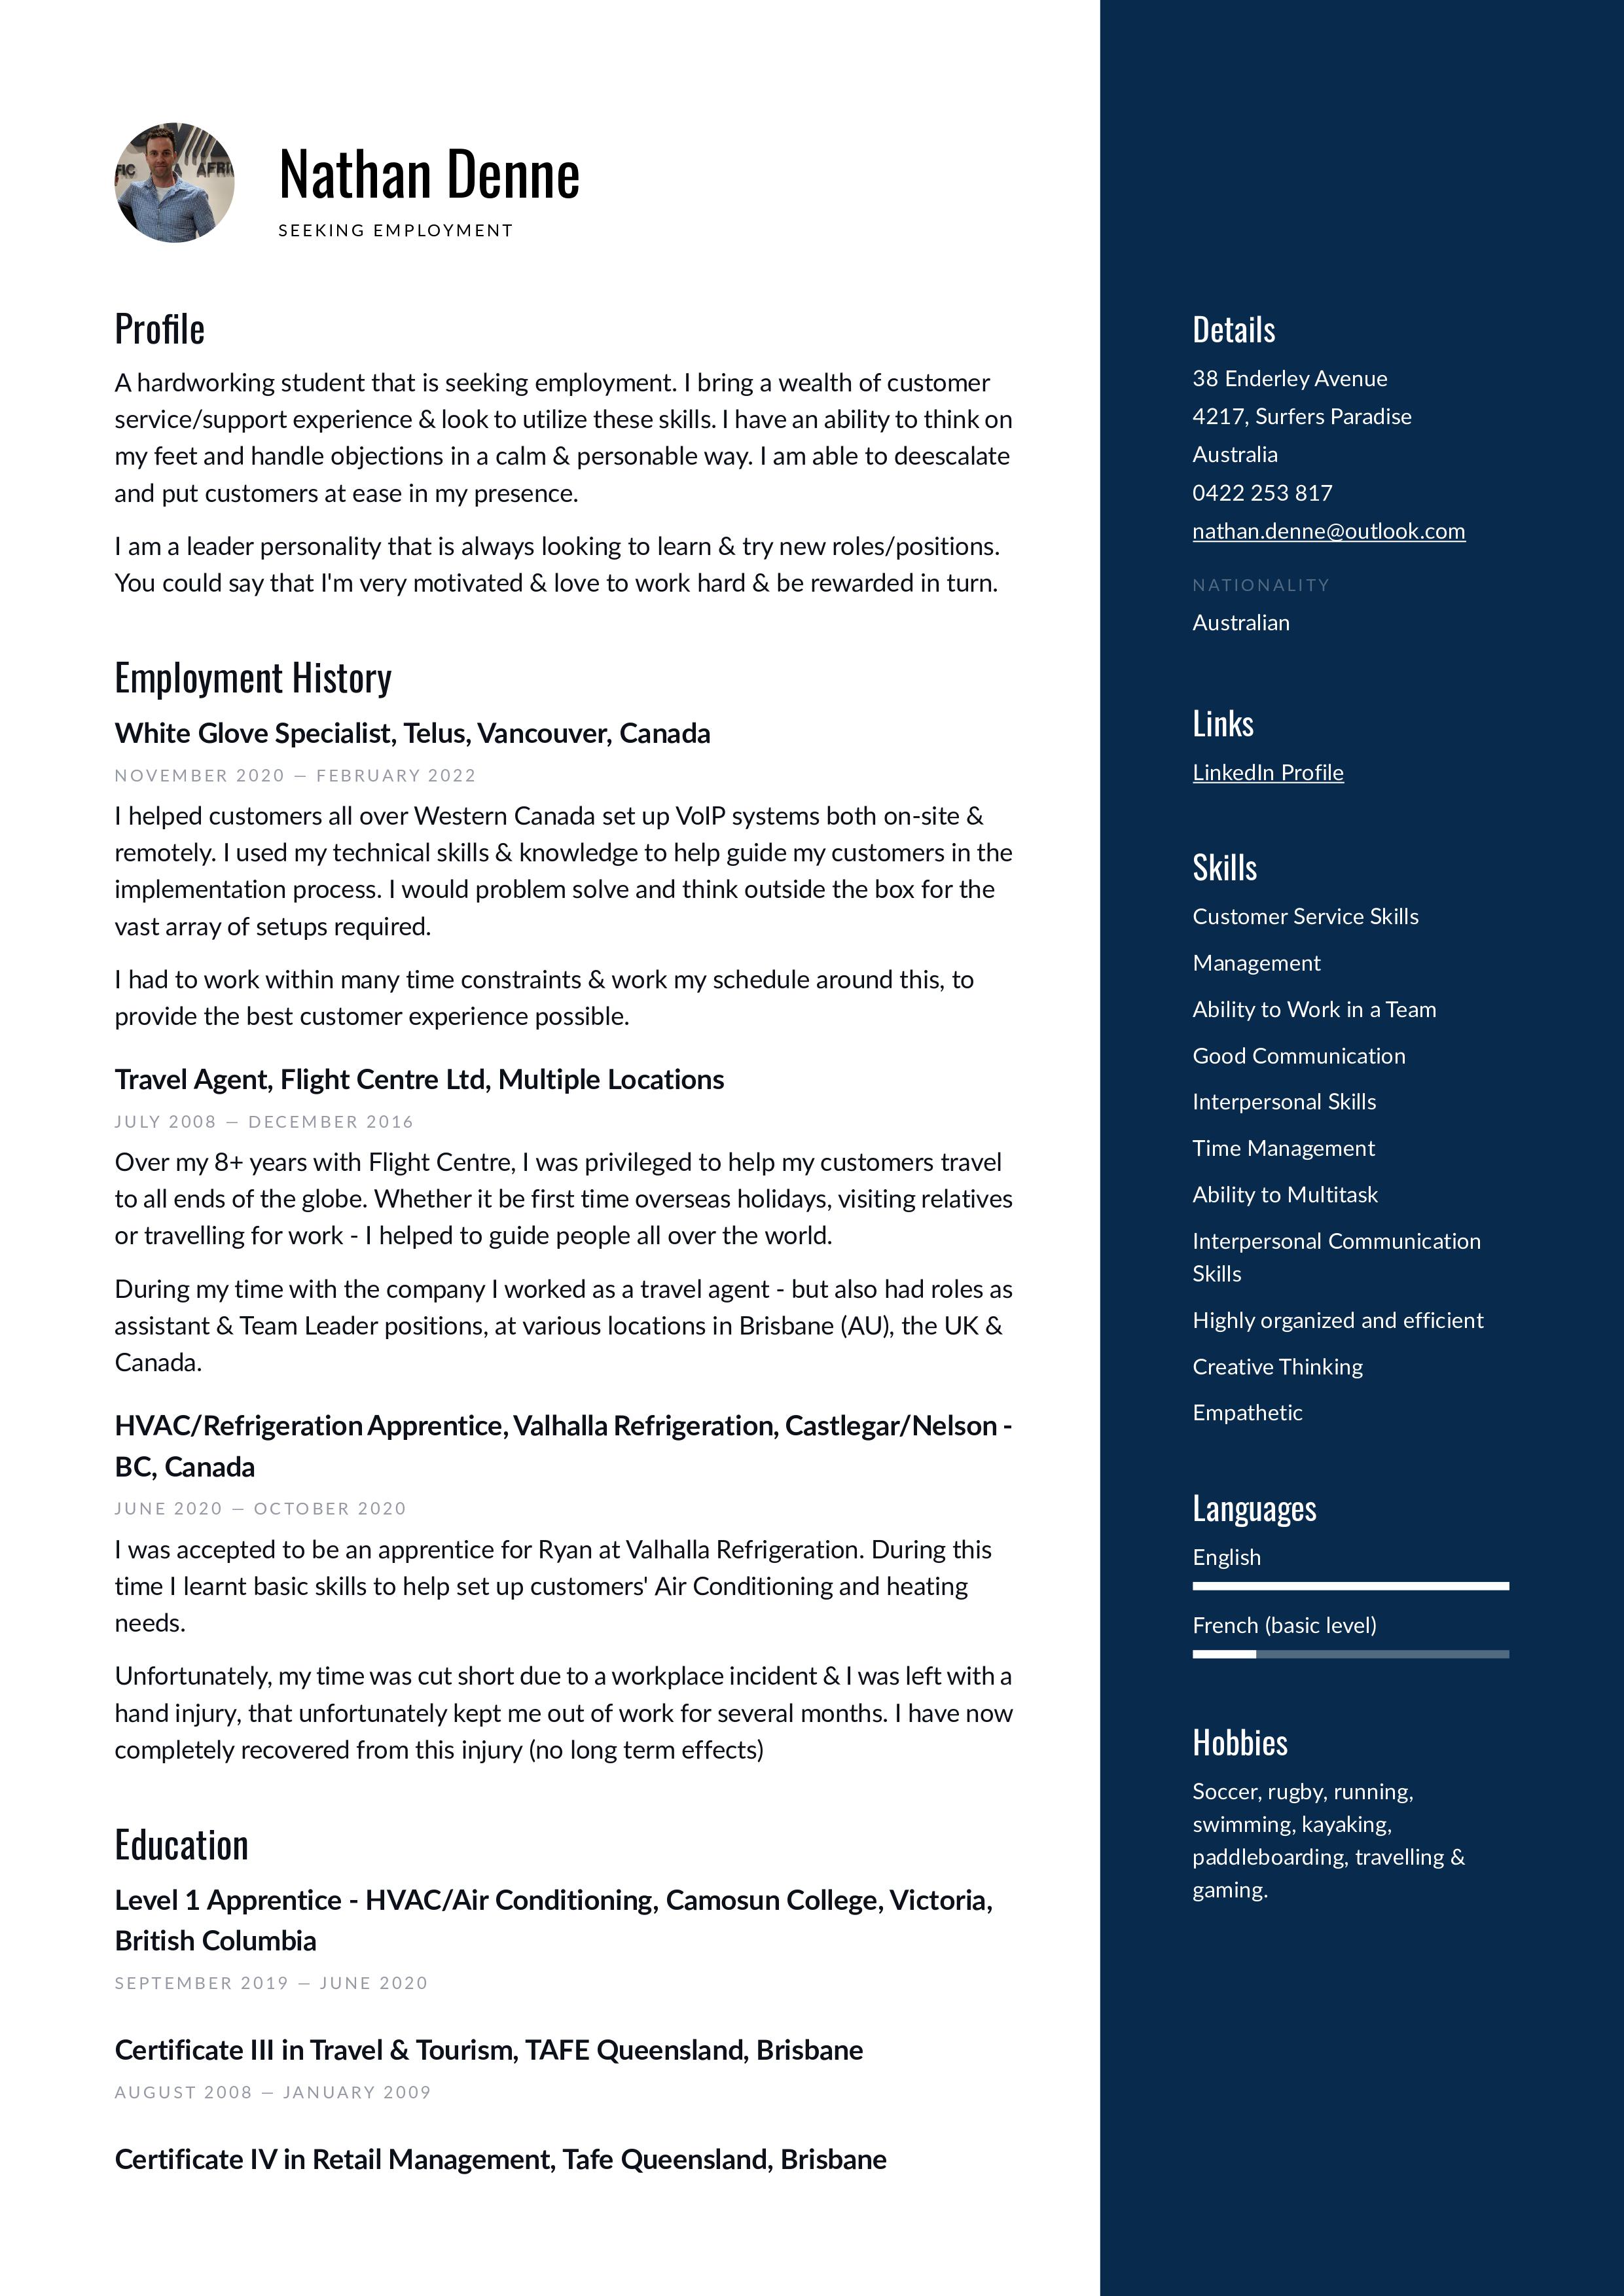 FIC AFRI
Nathan Denne
SEEKING EMPLOYMENT
Profile
A hardworking student that is seeking employment. I bring a wealth of customer
service/support experience & look to utilize these skills. I have an ability to think on
my feet and handle objections in a calm & personable way. I am able to deescalate
and put customers at ease in my presence.
I am a leader personality that is always looking to learn & try new roles/positions.
You could say that I'm very motivated & love to work hard & be rewarded in turn.
Employment History
White Glove Specialist, Telus, Vancouver, Canada
NOVEMBER 2020 — FEBRUARY 2022
I helped customers all over Western Canada set up VoIP systems both on-site &
remotely. I used my technical skills & knowledge to help guide my customers in the
implementation process. I would problem solve and think outside the box for the
vast array of setups required.
I had to work within many time constraints & work my schedule around this, to
provide the best customer experience possible.
Travel Agent, Flight Centre Ltd, Multiple Locations
JULY 2008 — DECEMBER 2016
Over my 8+ years with Flight Centre, I was privileged to help my customers travel
to all ends of the globe. Whether it be first time overseas holidays, visiting relatives
or travelling for work - I helped to guide people all over the world.
During my time with the company I worked as a travel agent - but also had roles as
assistant & Team Leader positions, at various locations in Brisbane (AU), the UK &
Canada.
HVAC/Refrigeration Apprentice, Valhalla Refrigeration, Castlegar/Nelson -
BC, Canada
JUNE 2020 — OCTOBER 2020
I was accepted to be an apprentice for Ryan at Valhalla Refrigeration. During this
time I learnt basic skills to help set up customers' Air Conditioning and heating
needs.
Unfortunately, my time was cut short due to a workplace incident & I was left with a
hand injury, that unfortunately kept me out of work for several months. I have now
completely recovered from this injury (no long term effects)
Education
Level 1 Apprentice - HVAC/Air Conditioning, Camosun College, Victoria,
British Columbia
SEPTEMBER 2019 — JUNE 2020
Certificate III in Travel & Tourism, TAFE Queensland, Brisbane
AUGUST 2008 — JANUARY 2009
Certificate IV in Retail Management, Tafe Queensland, Brisbane
Details
38 Enderley Avenue
4217, Surfers Paradise
Australia
0422 253 817
nathan.denne@outlook.com
NATIONALITY
Australian
Links
LinkedIn Profile
Skills
Customer Service Skills
Management
Ability to Work in a Team
Good Communication
Interpersonal Skills
Time Management
Ability to Multitask
Interpersonal Communication
Skills
Highly organized and efficient
Creative Thinking
Empathetic
Languages
English
French (basic level)
Hobbies
Soccer, rugby, running,
swimming, kayaking,
paddleboarding, travelling &
gaming.